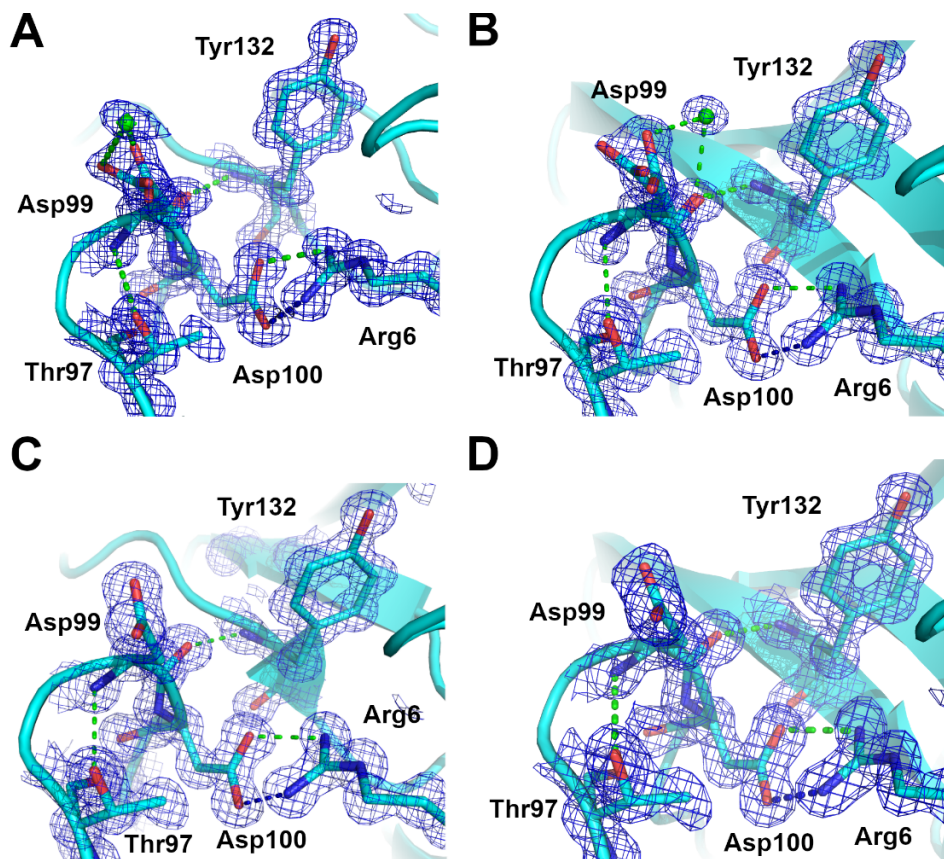 A
Tyr132
Asp99
Thr97
Asp100
Arg6
B
Asp99
Tyr132
Thr97
Asp100
Arg6
C
Tyr132
Asp99
Arg6
Thr97
Asp100
D
Tyr132
Asp99
Thr97
Asp100
Arg6